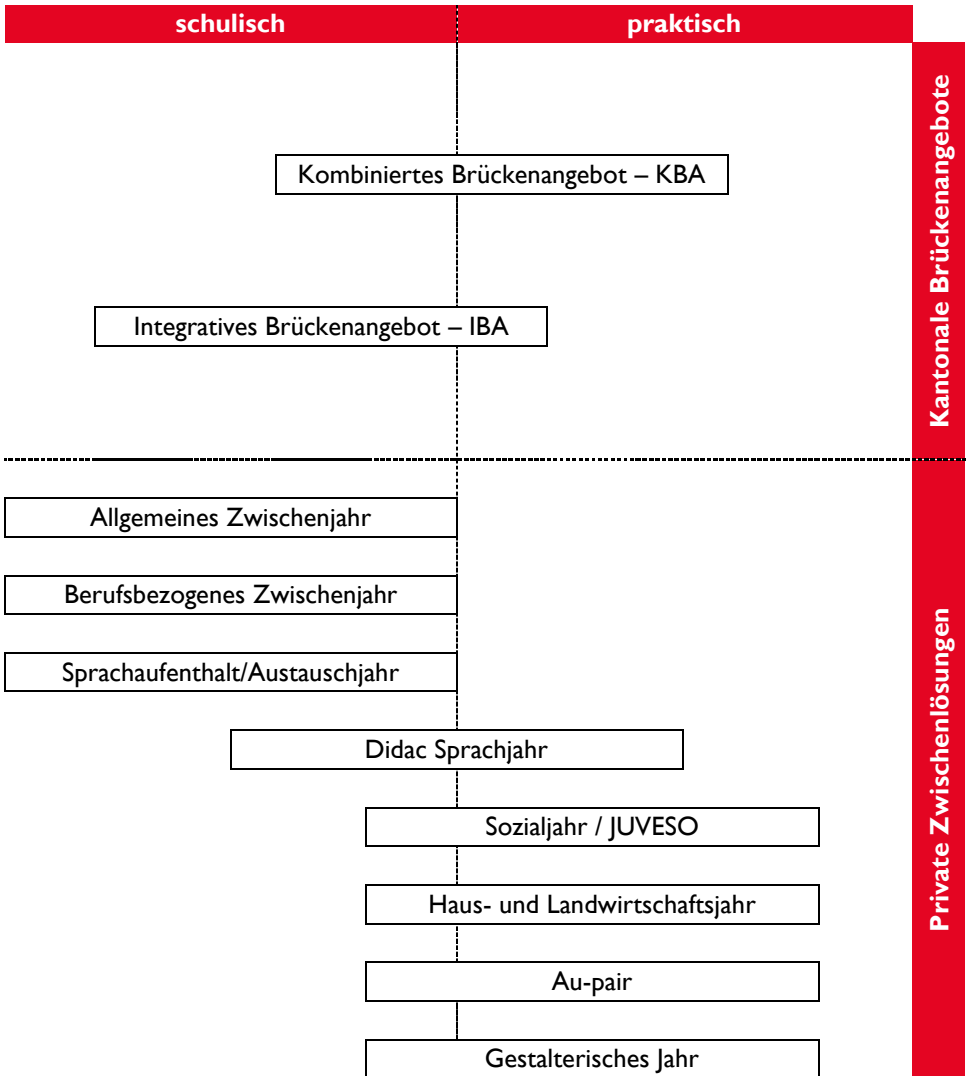 schulisch
praktisch
Kantonale Brückenangebote
Kombiniertes Brückenangebot – KBA
Integratives Brückenangebot – IBA
Private Zwischenlösungen
Allgemeines Zwischenjahr
Berufsbezogenes Zwischenjahr
Sprachaufenthalt/Austauschjahr
Didac Sprachjahr
Sozialjahr / JUVESO
Haus- und Landwirtschaftsjahr
Au-pair
Gestalterisches Jahr